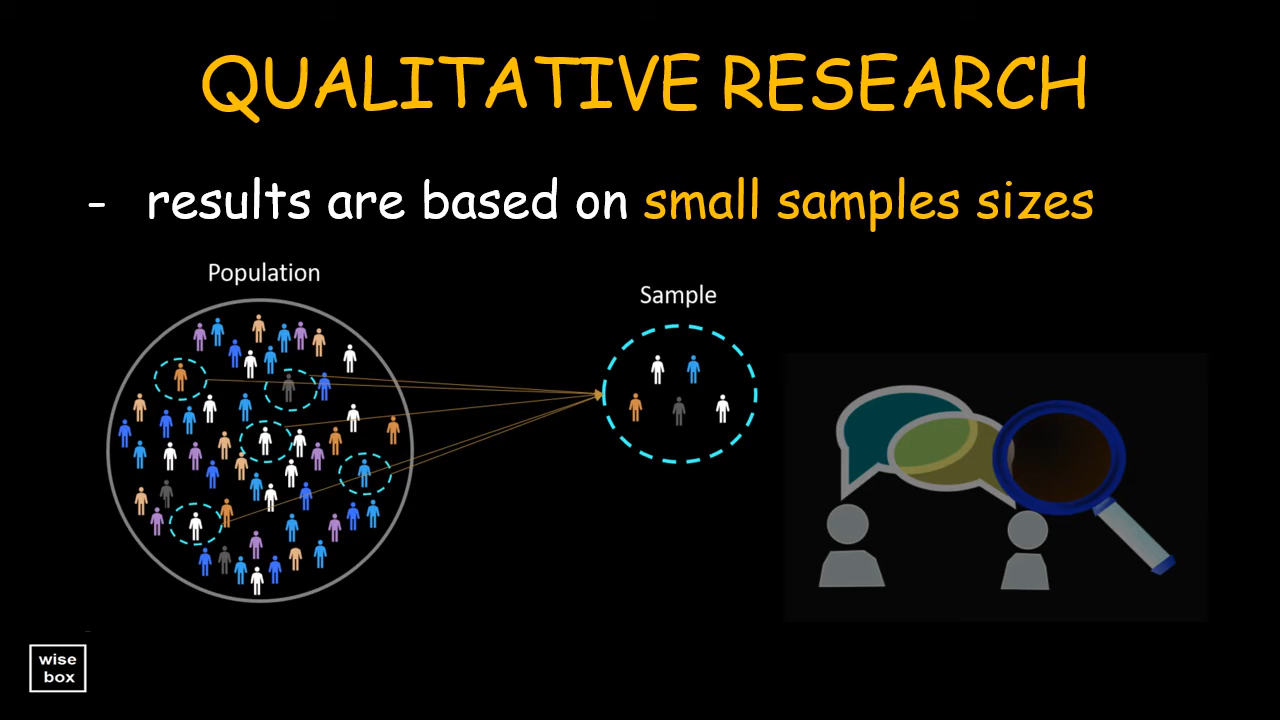 QUALITATIVE RESEARCH
- results are based on small samples sizes
Population
Sample
wise
box